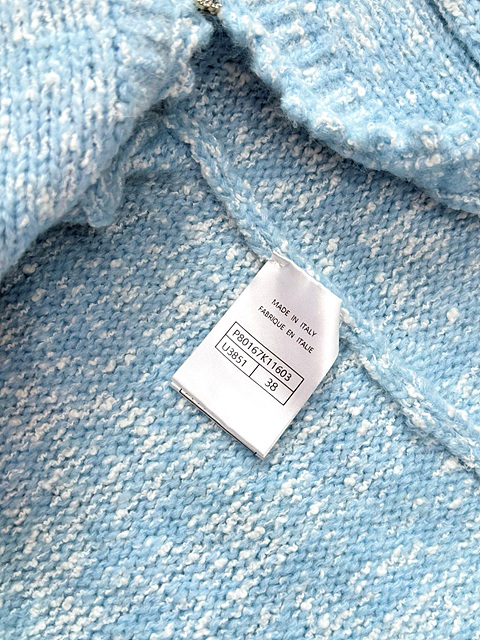 MADE IN ITALY
FABRIQUE EN ITALIE
P80167K11603
U3851 38